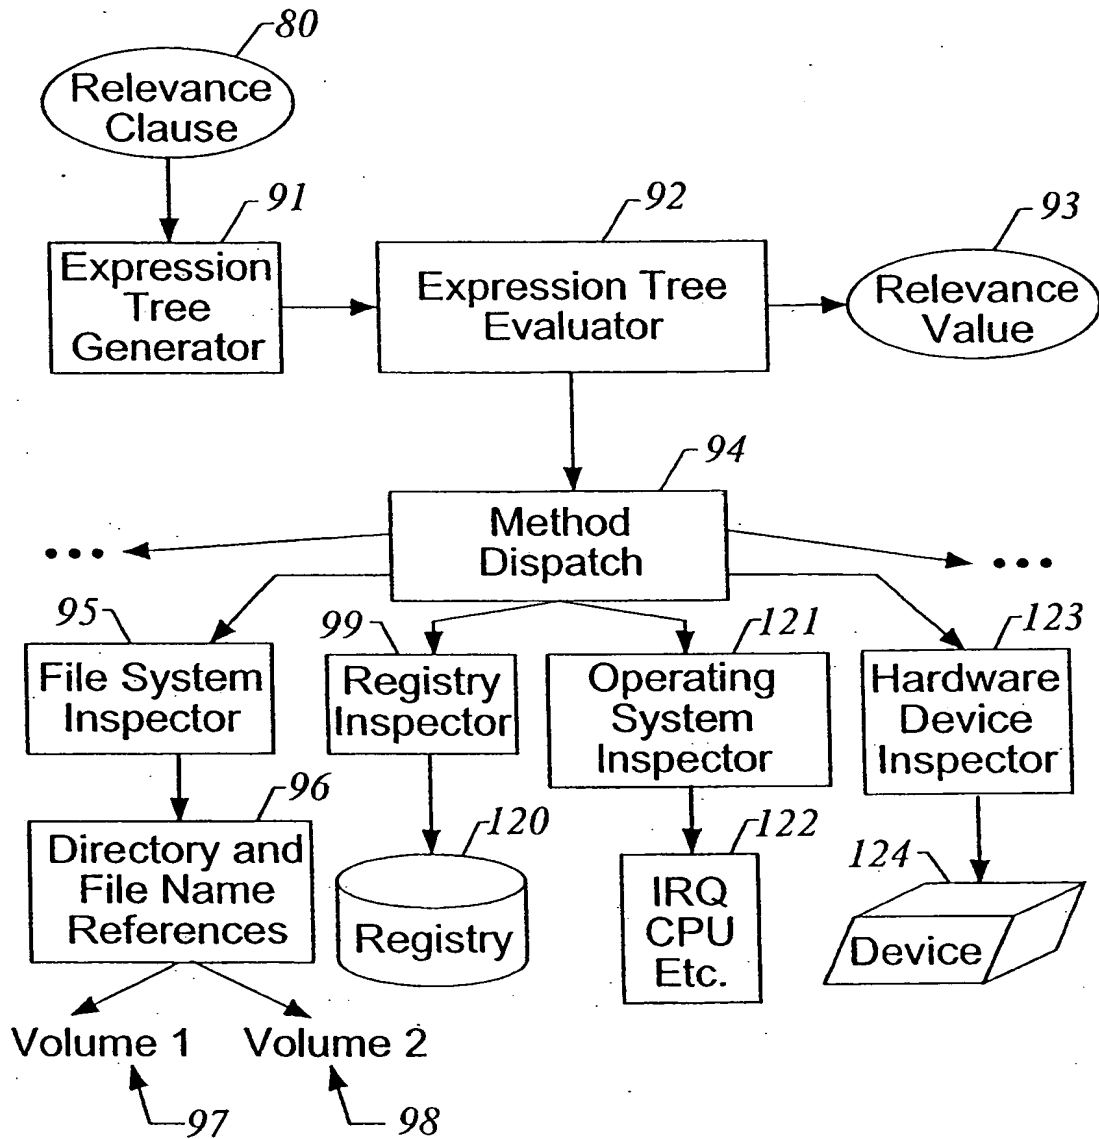 80
Relevance
Clause
91
Expression
Tree
Generator
92
Expression Tree
Evaluator
93
Relevance
Value
94
Method
Dispatch
...
...
95
File System
Inspector
99
Registry
Inspector
121
Operating
System
Inspector
123
Hardware
Device
Inspector
96
Directory and
File Name
References
120
Registry
122
IRQ
CPU
Etc.
124
Device
Volume 1
Volume 2
97
98